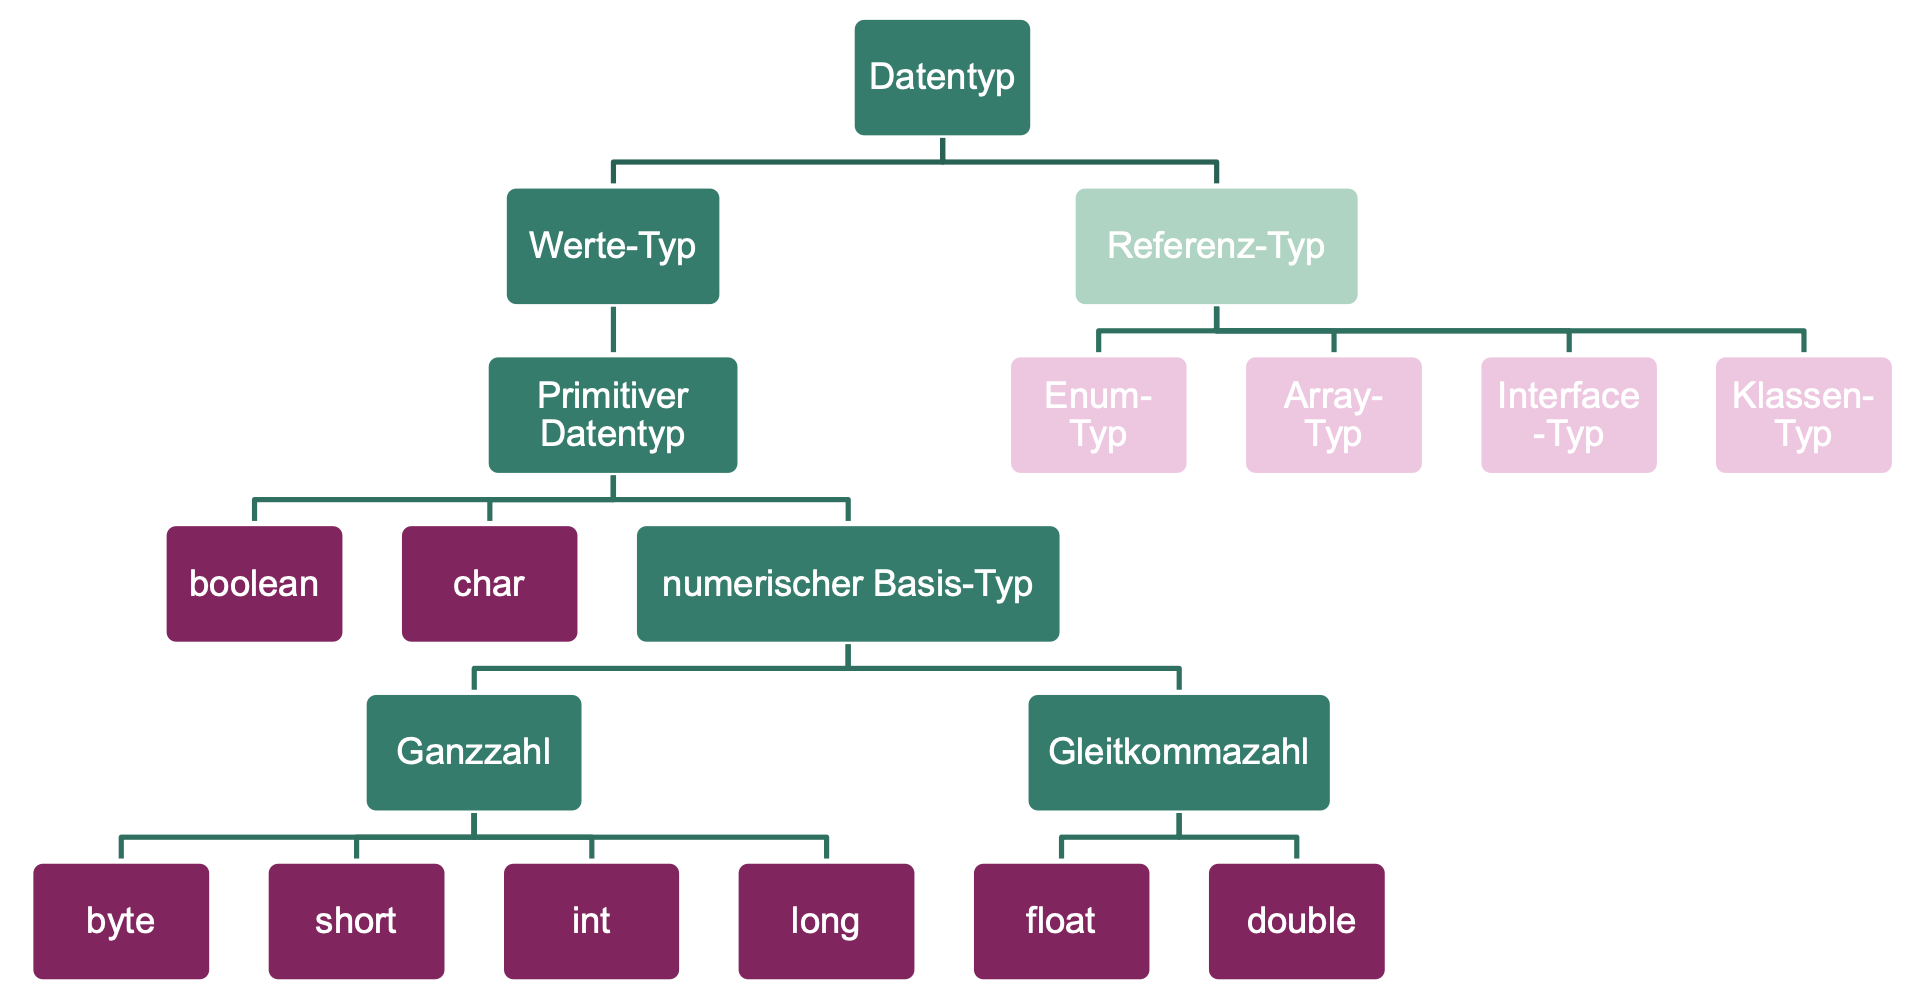 Datentyp
Werte-Typ
Referenz-Typ
Primitiver
Datentyp
Enum-
Typ
Array-
Typ
Interface
-Typ
Klassen-
Typ
boolean
char
numerischer Basis-Typ
Ganzzahl
Gleitkommazahl
byte
short
int
long
float
double